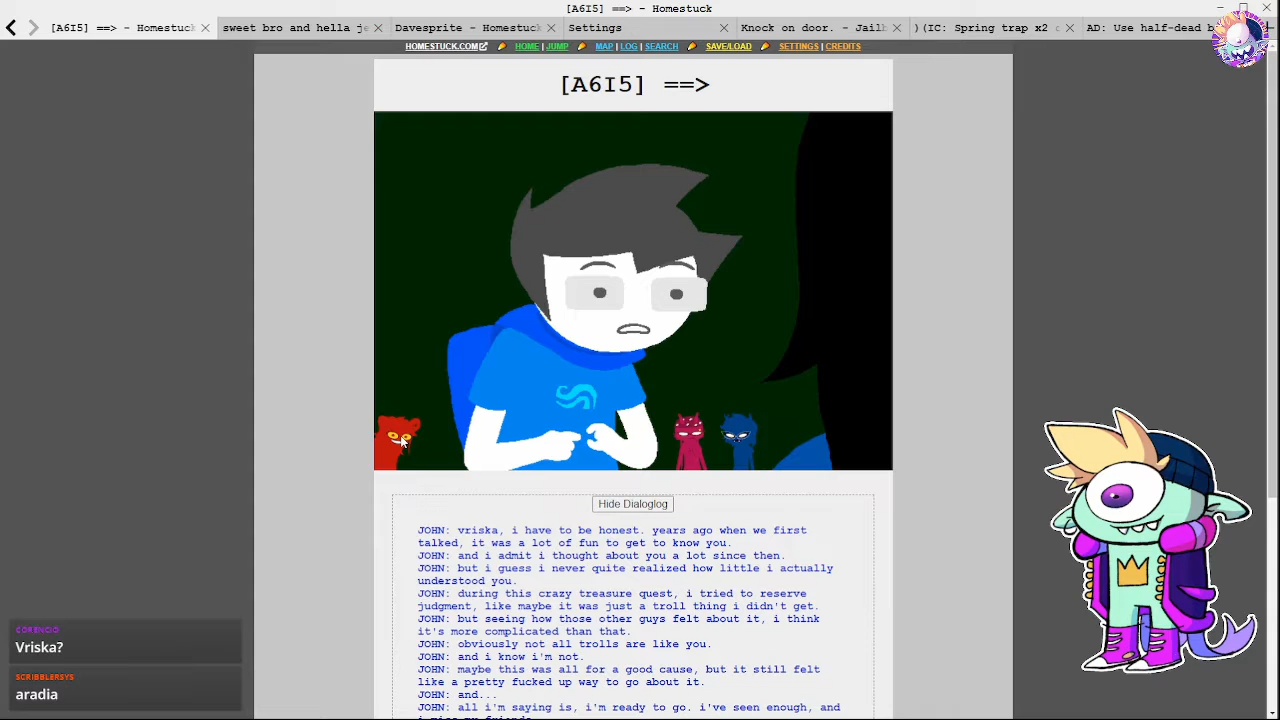 [A6I5] ==> - Homestuck
[A6I5] ==> - Homestuck
sweet bro and hella je
Davesprite - Homestuck
Settings
Knock on door. - Jailb
)(IC: Spring trap x2 c
AD: Use half-dead b
HOMESTUCK.COM HOME | JUMP MAP | LOG | SEARCH SAVE/LOAD SETTINGS | CREDITS
[A6I5] ==>
Hide Dialoglog
JOHN: vriska, i have to be honest. years ago when we first
talked, it was a lot of fun to get to know you.
JOHN: and i admit i thought about you a lot since then.
JOHN: but i guess i never quite realized how little i actually
understood you.
JOHN: during this crazy treasure quest, i tried to reserve
judgment, like maybe it was just a troll thing i didn't get.
JOHN: but seeing how those other guys felt about it, i think
it's more complicated than that.
JOHN: obviously not all trolls are like you.
JOHN: and i know i'm not.
JOHN: maybe this was all for a good cause, but it still felt
like a pretty fucked up way to go about it.
JOHN: and...
JOHN: all i'm saying is, i'm ready to go. i've seen enough, and
i miss my friends.
CORENCIO
Vriska?
SCRIBBLERSYS
aradia